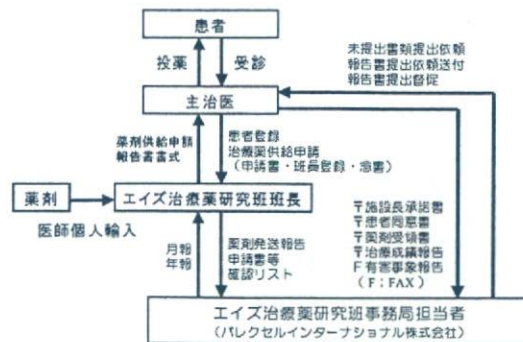 患者
投薬
受診
未提出書類提出依頼
報告書提出依頼送付
報告書提出督促
主治医
薬剤供給申請
報告書書式
患者登録
治療薬供給申請
(申請書・班員登録・念書)
薬剤
エイズ治療薬研究班班長
医師個人輸入
月報
年報
薬剤発送報告
申請書等
確認リスト
〒施設長承諾書
〒患者同意書
〒薬剤受領書
〒治療成績報告
F有害事象報告
(F:FAX)
エイズ治療薬研究班事務局担当者
(パレクセルインターナショナル株式会社)